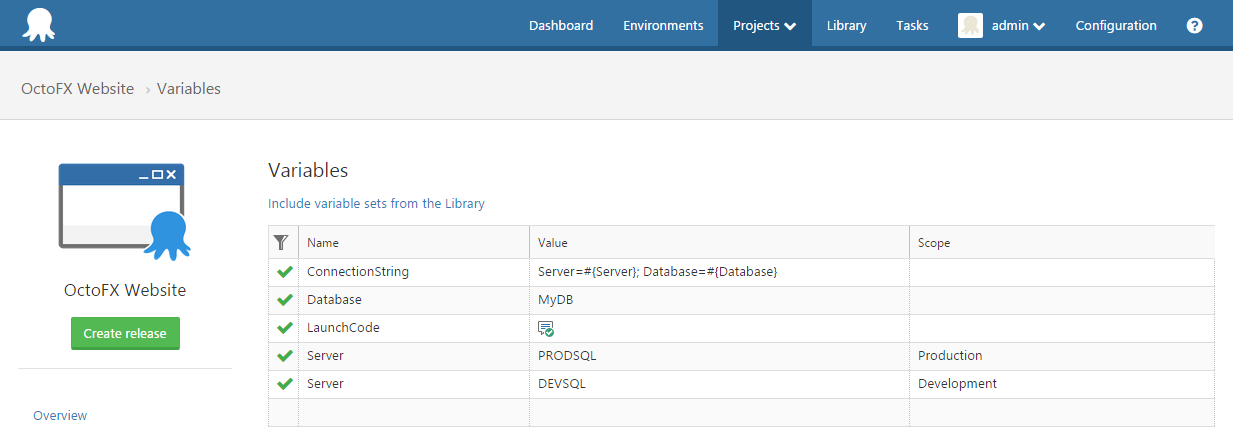 Dashboard Environments Projects Library Tasks admin Configuration ?
OctoFX Website › Variables
Variables
Include variable sets from the Library
Name Value Scope
ConnectionString Server=#{Server}; Database=#{Database}
Database MyDB
LaunchCode
Server PRODSQL Production
Server DEVSQL Development
OctoFX Website
Create release
Overview